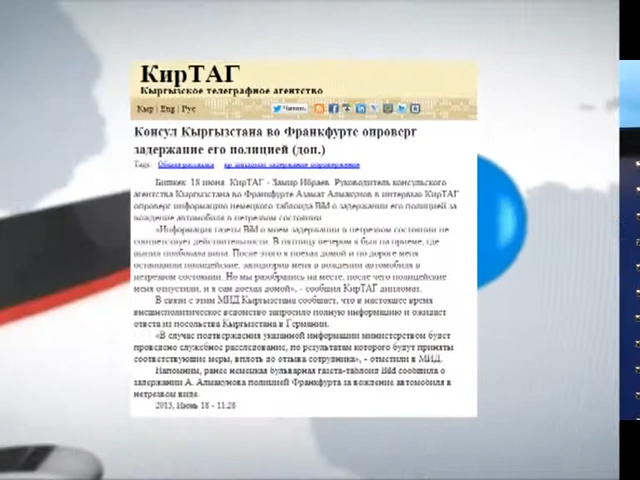 КирТАГ
Кыргызское телеграфное агентство
Кыр | Eng | Рус
Консул Кыргызстана во Франкфурте опроверг
задержание его полицией (доп.)
Tags:
Бишкек 18 июня КирТАГ - Замир Ибраев. Руководитель консульского
агентства Кыргызстана во Франкфурте Азамат Алмакунов в интервью КирТАГ
опроверг информацию немецкого таблоида Bild о задержании его полицией за
вождение автомобиля в нетрезвом состоянии.
«Информация газеты Bild о моем задержании в нетрезвом состоянии не
соответствует действительности. В пятницу вечером я был на приеме, где
выпил полбокала вина. После этого я поехал домой и по дороге меня
остановили полицейские, заподозрив меня в вождении автомобиля в
нетрезвом состоянии. Но мы разобрались на месте, после чего полицейские
меня отпустили, и я сам доехал домой», - сообщил КирТАГ дипломат.
В связи с этим МИД Кыргызстана сообщает, что в настоящее время
внешнеполитическое ведомство запросило полную информацию и ожидает
ответа из посольства Кыргызстана в Германии.
«В случае подтверждения указанной информации министерством будет
проведено служебное расследование, по результатам которого будут приняты
соответствующие меры, вплоть до отзыва сотрудника», - отметили в МИД.
Напомним, ранее немецкая бульварная газета-таблоид Bild сообщила о
задержании А. Алмакунова полицией Франкфурта за вождение автомобиля в
нетрезвом виде.
2013, Июнь 18 - 11:28